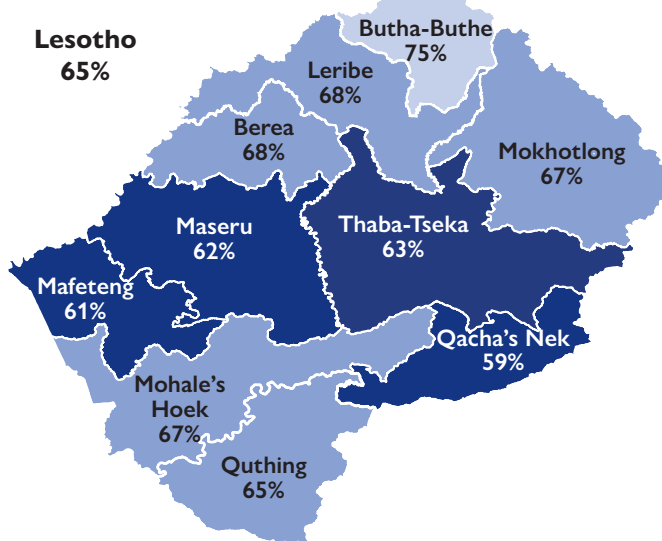 Lesotho
65%
Butha-Buthe
75%
Leribe
68%
Berea
68%
Mokhotlong
67%
Maseru
62%
Thaba-Tseka
63%
Mafeteng
61%
Qacha's Nek
59%
Mohale's
Hoek
67%
Quthing
65%